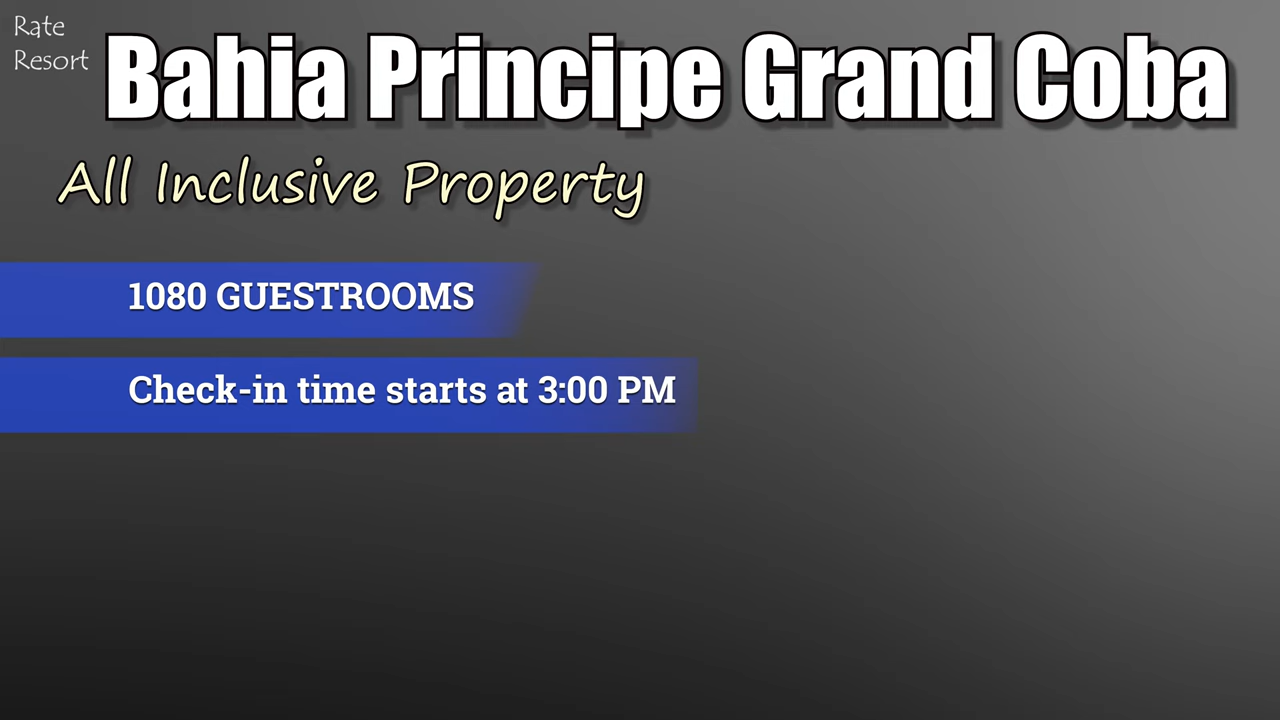 Rate
Resort
Bahia Principe Grand Coba
All Inclusive Property
1080 GUESTROOMS
Check-in time starts at 3:00 PM